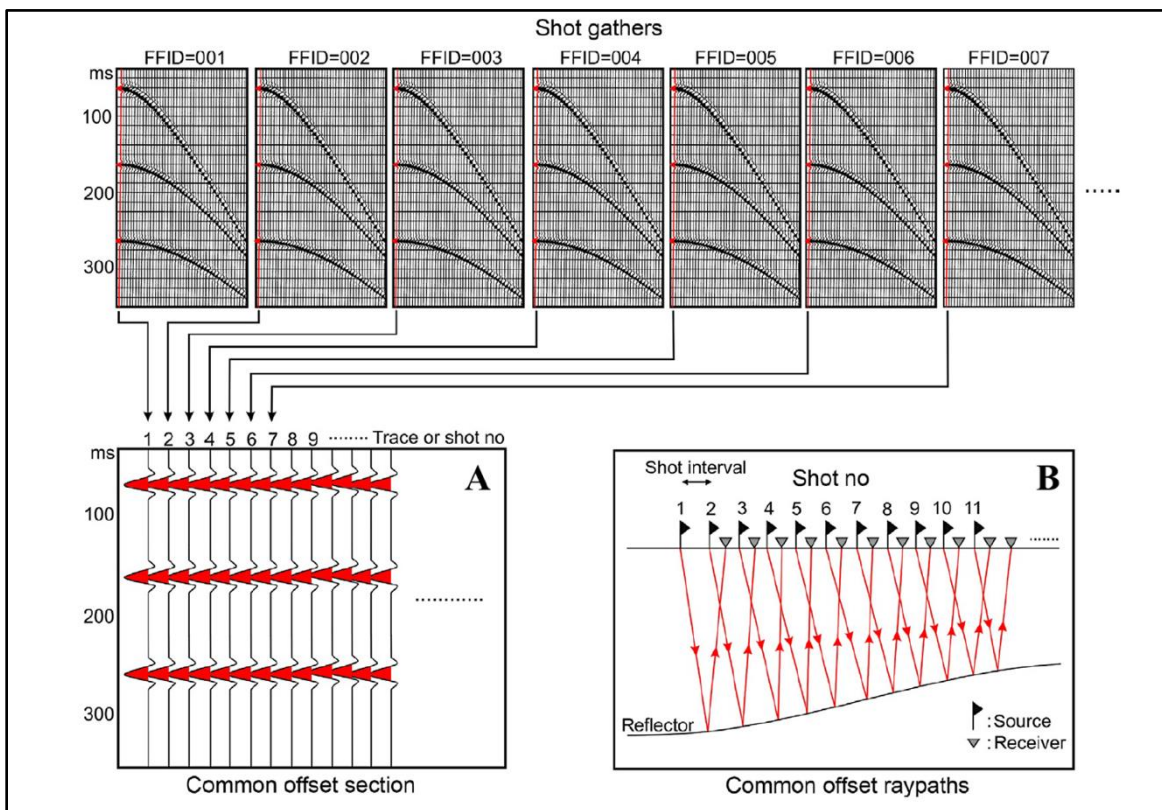 Shot gathers
FFID=001 FFID=002 FFID=003 FFID=004 FFID=005 FFID=006 FFID=007
ms
100
200
300
......
1 2 3 4 5 6 7 8 9 ....... Trace or shot no
ms
A
100
200
300
............
Common offset section
B
Shot interval
Shot no
1 2 3 4 5 6 7 8 9 10 11
.......
Reflector
: Source
: Receiver
Common offset raypaths